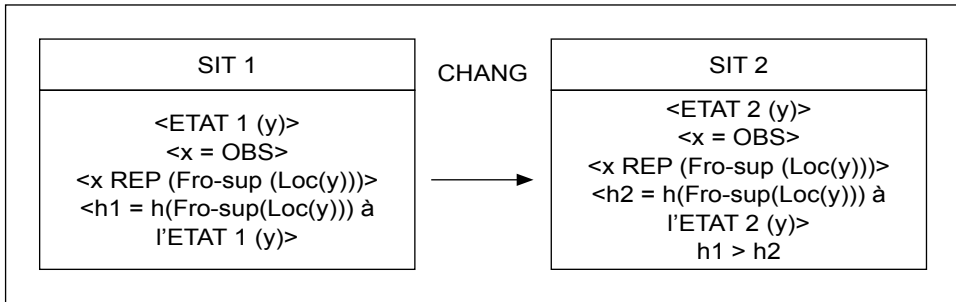 SIT 1
<ETAT 1 (y)>
<x = OBS>
<x REP (Fro-sup (Loc(y)))>
<h1 = h(Fro-sup(Loc(y))) à
l'ETAT 1 (y)>
CHANG
SIT 2
<ETAT 2 (y)>
<x = OBS>
<x REP (Fro-sup (Loc(y)))>
<h2 = h(Fro-sup(Loc(y))) à
l'ETAT 2 (y)>
h1 > h2